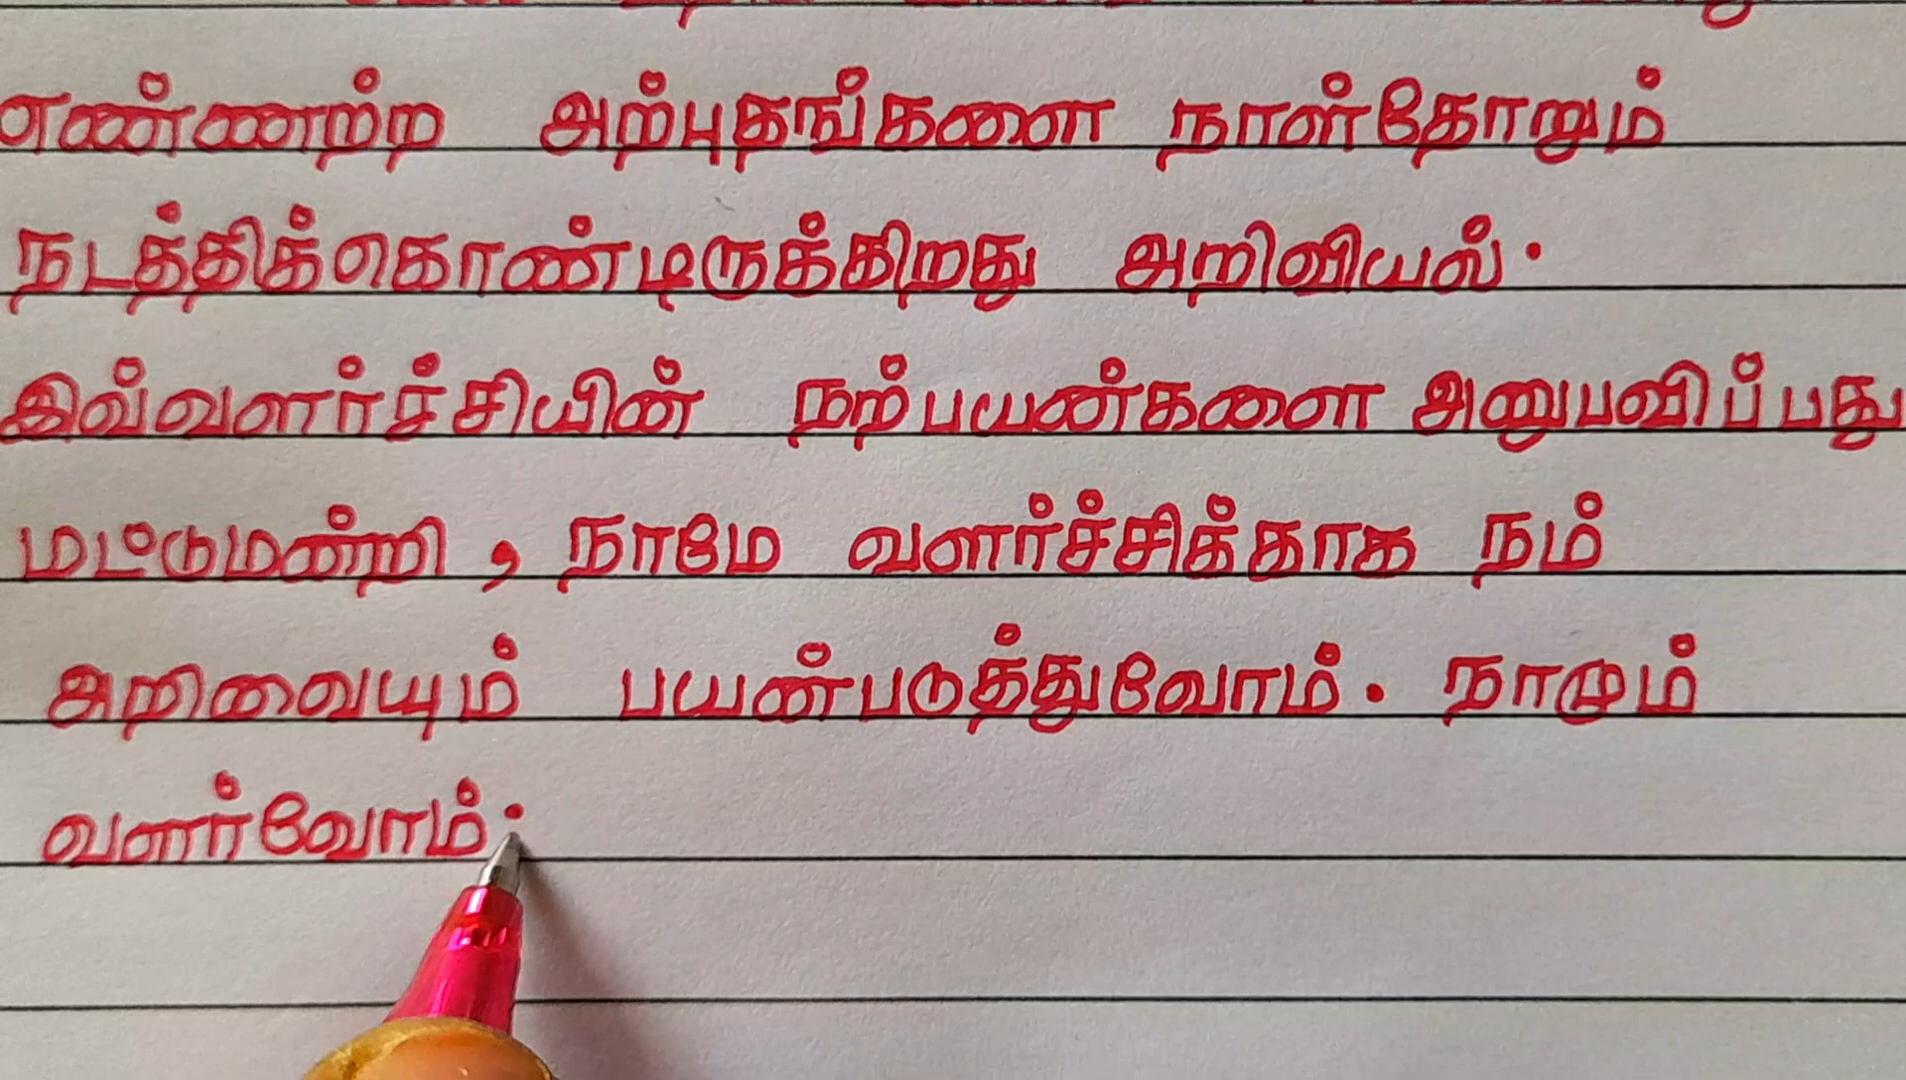 எண்ணற்ற அற்புதங்களை நாள்தோறும்
நடத்திக்கொண்டிருக்கிறது அறிவியல்.
இவ்வளர்ச்சியின் நற்பயன்களை அனுபவிப்பது
மட்டுமன்றி, நாமே வளர்ச்சிக்காக நம்
அறிவையும் பயன்படுத்துவோம். நாமும்
வளர்வோம்.